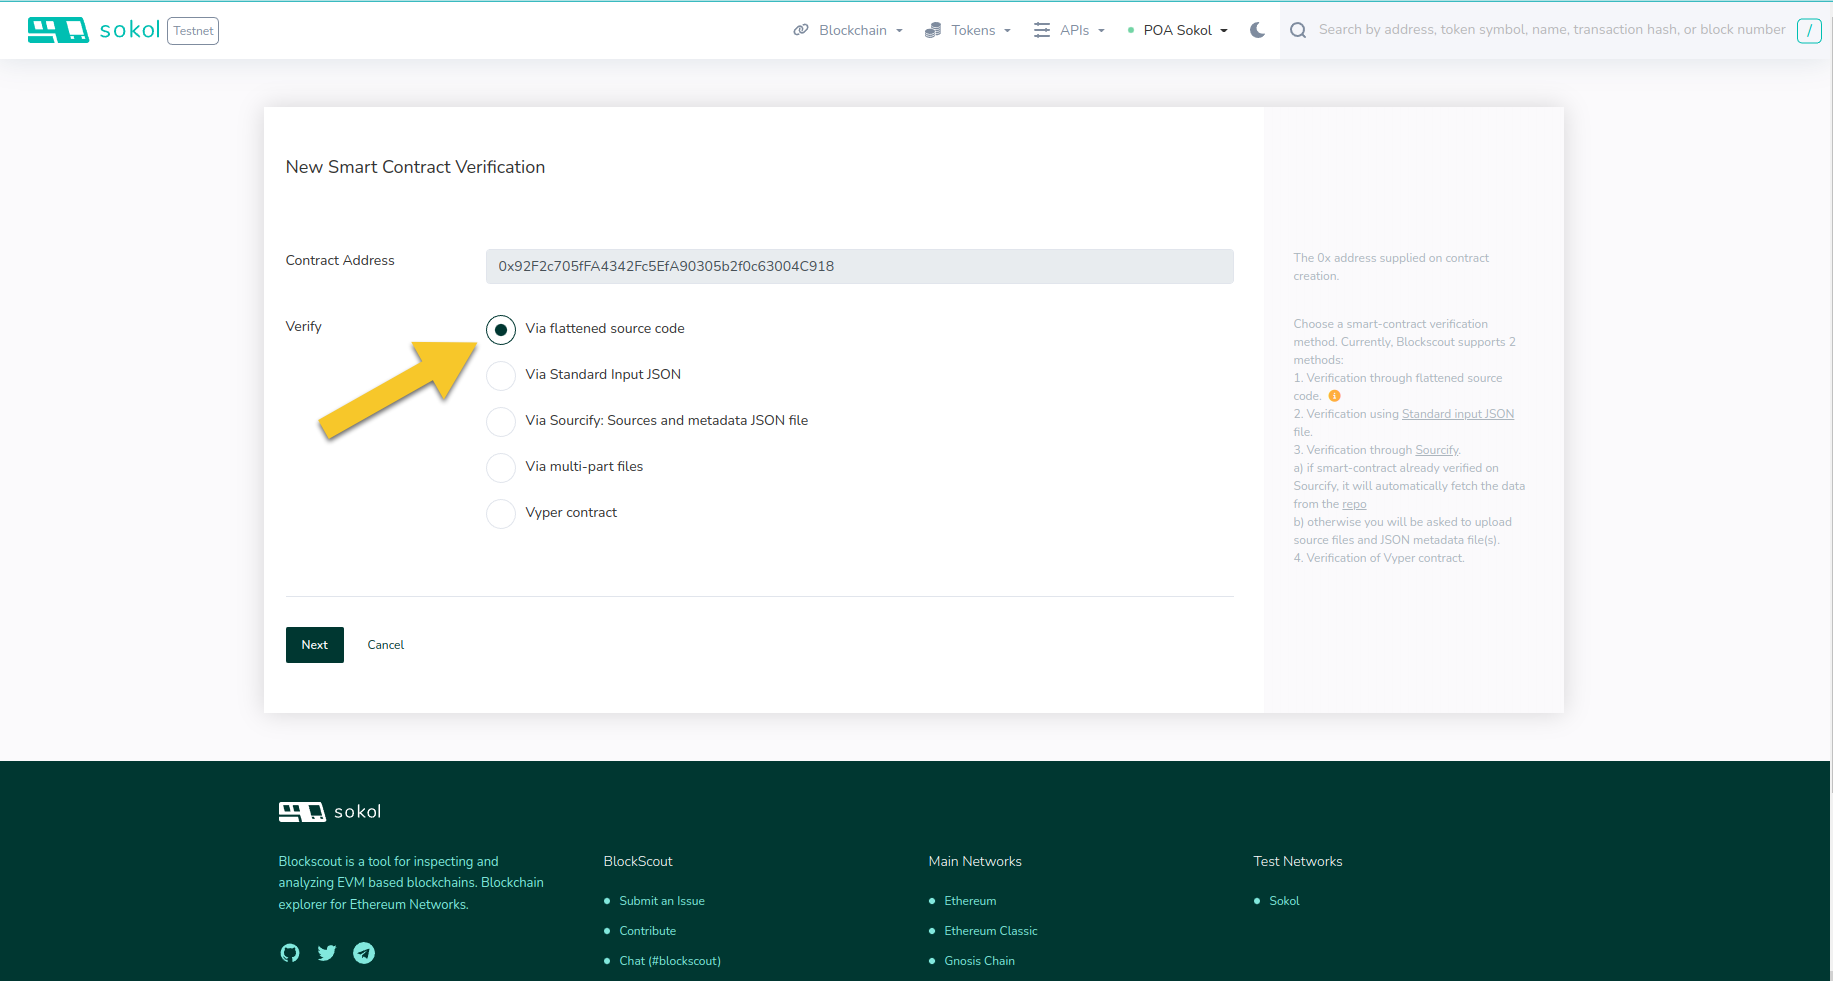 sokol Testnet Blockchain Tokens APIs POA Sokol Search by address, token symbol, name, transaction hash, or block number /
New Smart Contract Verification
Contract Address
0x92F2c705fFA4342Fc5EfA90305b2f0c63004C918
The 0x address supplied on contract
creation.
Verify
Via flattened source code
Via Standard Input JSON
Via Sourcify: Sources and metadata JSON file
Via multi-part files
Vyper contract
Choose a smart-contract verification
method. Currently, Blockscout supports 2
methods:
1. Verification through flattened source
code.
2. Verification using Standard input JSON
file.
3. Verification through Sourcify.
a) if smart-contract already verified on
Sourcify, it will automatically fetch the data
from the repo
b) otherwise you will be asked to upload
source files and JSON metadata file(s).
4. Verification of Vyper contract.
Next Cancel
sokol
Blockscout is a tool for inspecting and
analyzing EVM based blockchains. Blockchain
explorer for Ethereum Networks.
BlockScout
Submit an Issue
Contribute
Chat (#blockscout)
Main Networks
Ethereum
Ethereum Classic
Gnosis Chain
Test Networks
Sokol